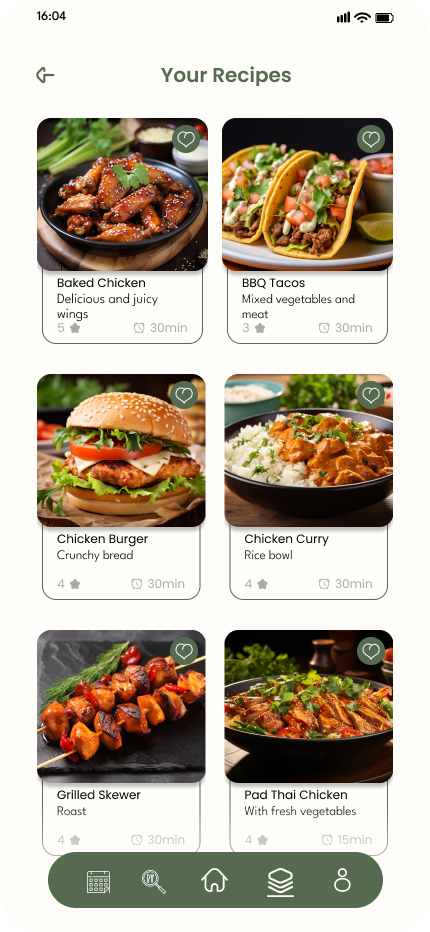 16:04
Your Recipes
Baked Chicken
Delicious and juicy
wings
5 30min
BBQ Tacos
Mixed vegetables and
meat
3 30min
Chicken Burger
Crunchy bread
4 30min
Chicken Curry
Rice bowl
4 30min
Grilled Skewer
Roast
4 30min
Pad Thai Chicken
With fresh vegetables
4 15min